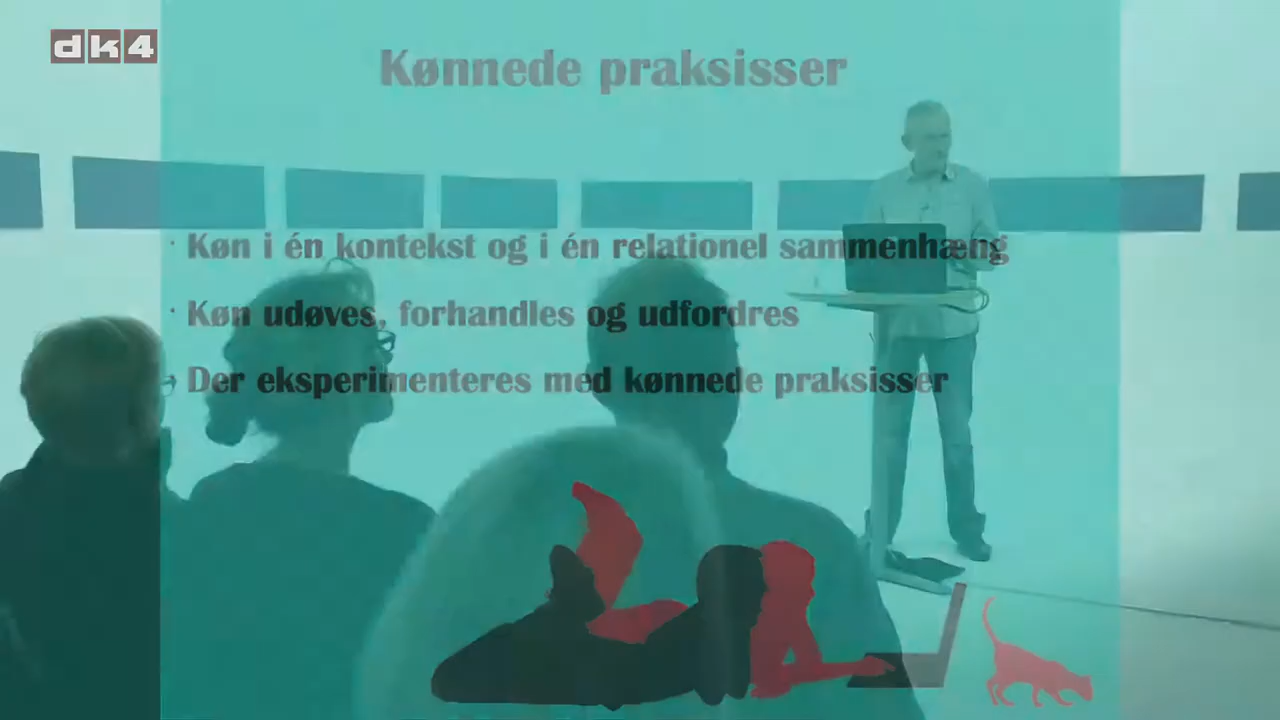 dk4
Kønnede praksisser
· Køn i én kontekst og i én relationel sammenhæng
· Køn udøves, forhandles og udfordres
· Der eksperimenteres med kønnede praksisser